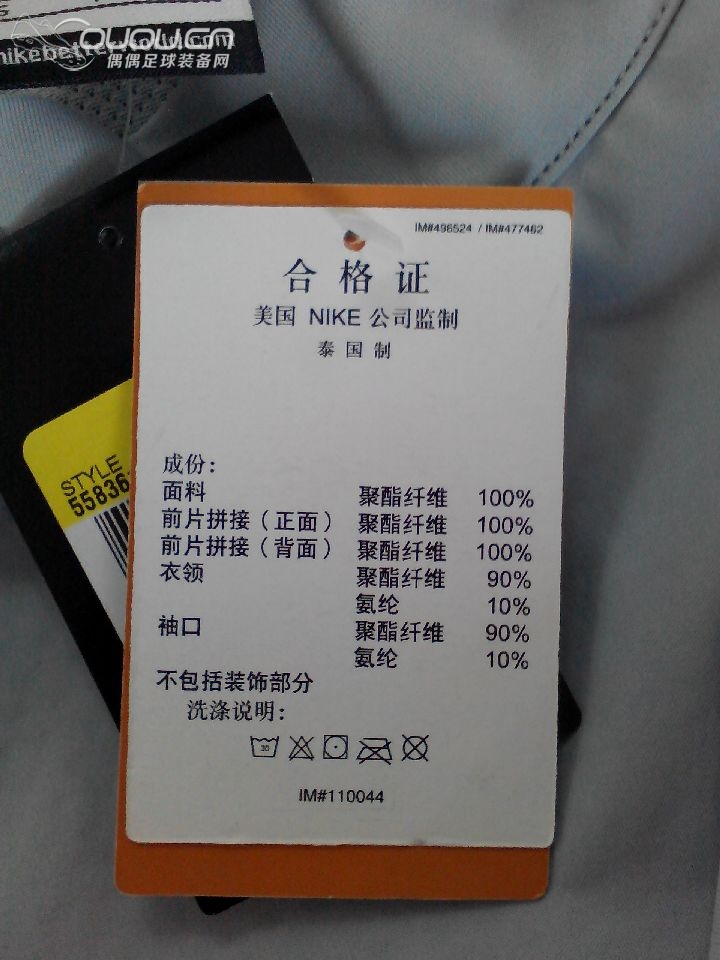 nikebetterworld.com
偶偶足球装备网
IM#496524 / IM#477462
合格证
美国 NIKE 公司监制
泰国制
STYLE
55836
成份:
面料 聚酯纤维 100%
前片拼接(正面) 聚酯纤维 100%
前片拼接(背面) 聚酯纤维 100%
衣领 聚酯纤维 90%
氨纶 10%
袖口 聚酯纤维 90%
氨纶 10%
不包括装饰部分
洗涤说明:
30
IM#110044